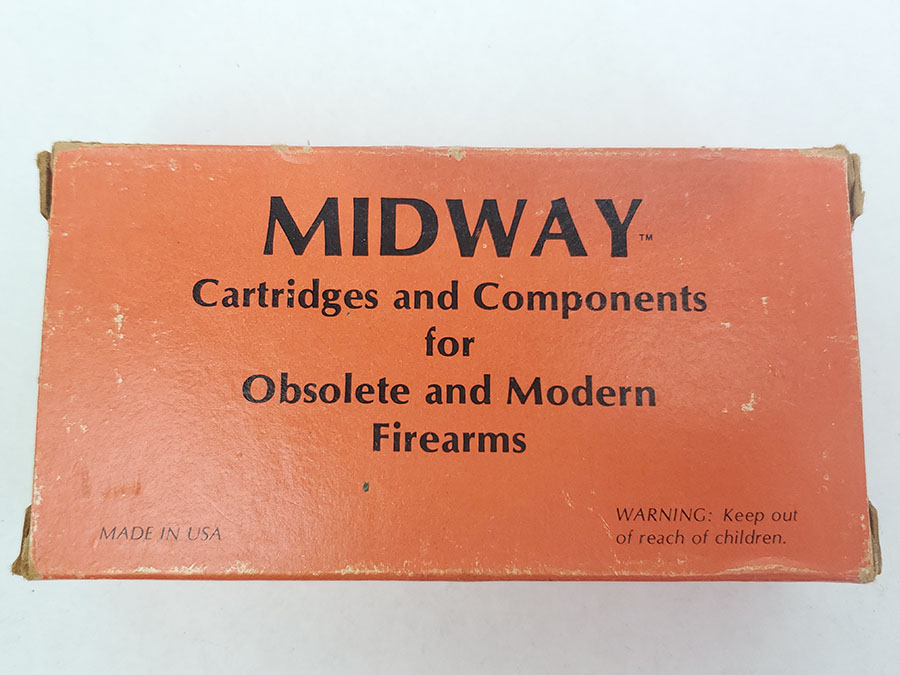 MIDWAY™
Cartridges and Components
for
Obsolete and Modern
Firearms
MADE IN USA
WARNING: Keep out
of reach of children.